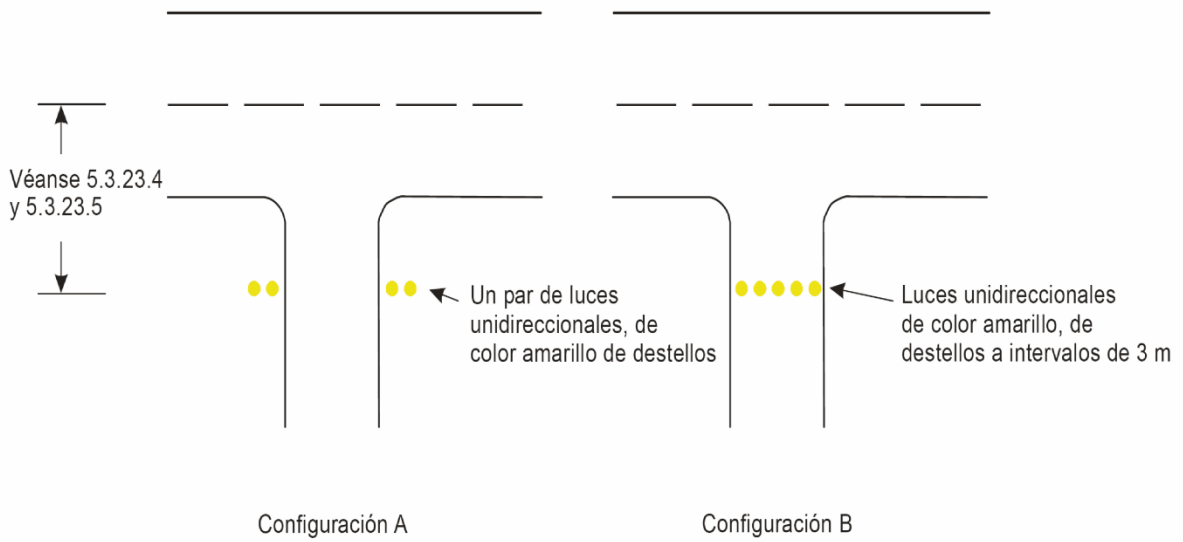 Véanse 5.3.23.4
y 5.3.23.5
Un par de luces
unidireccionales, de
color amarillo de destellos
Luces unidireccionales
de color amarillo, de
destellos a intervalos de 3 m
Configuración A
Configuración B